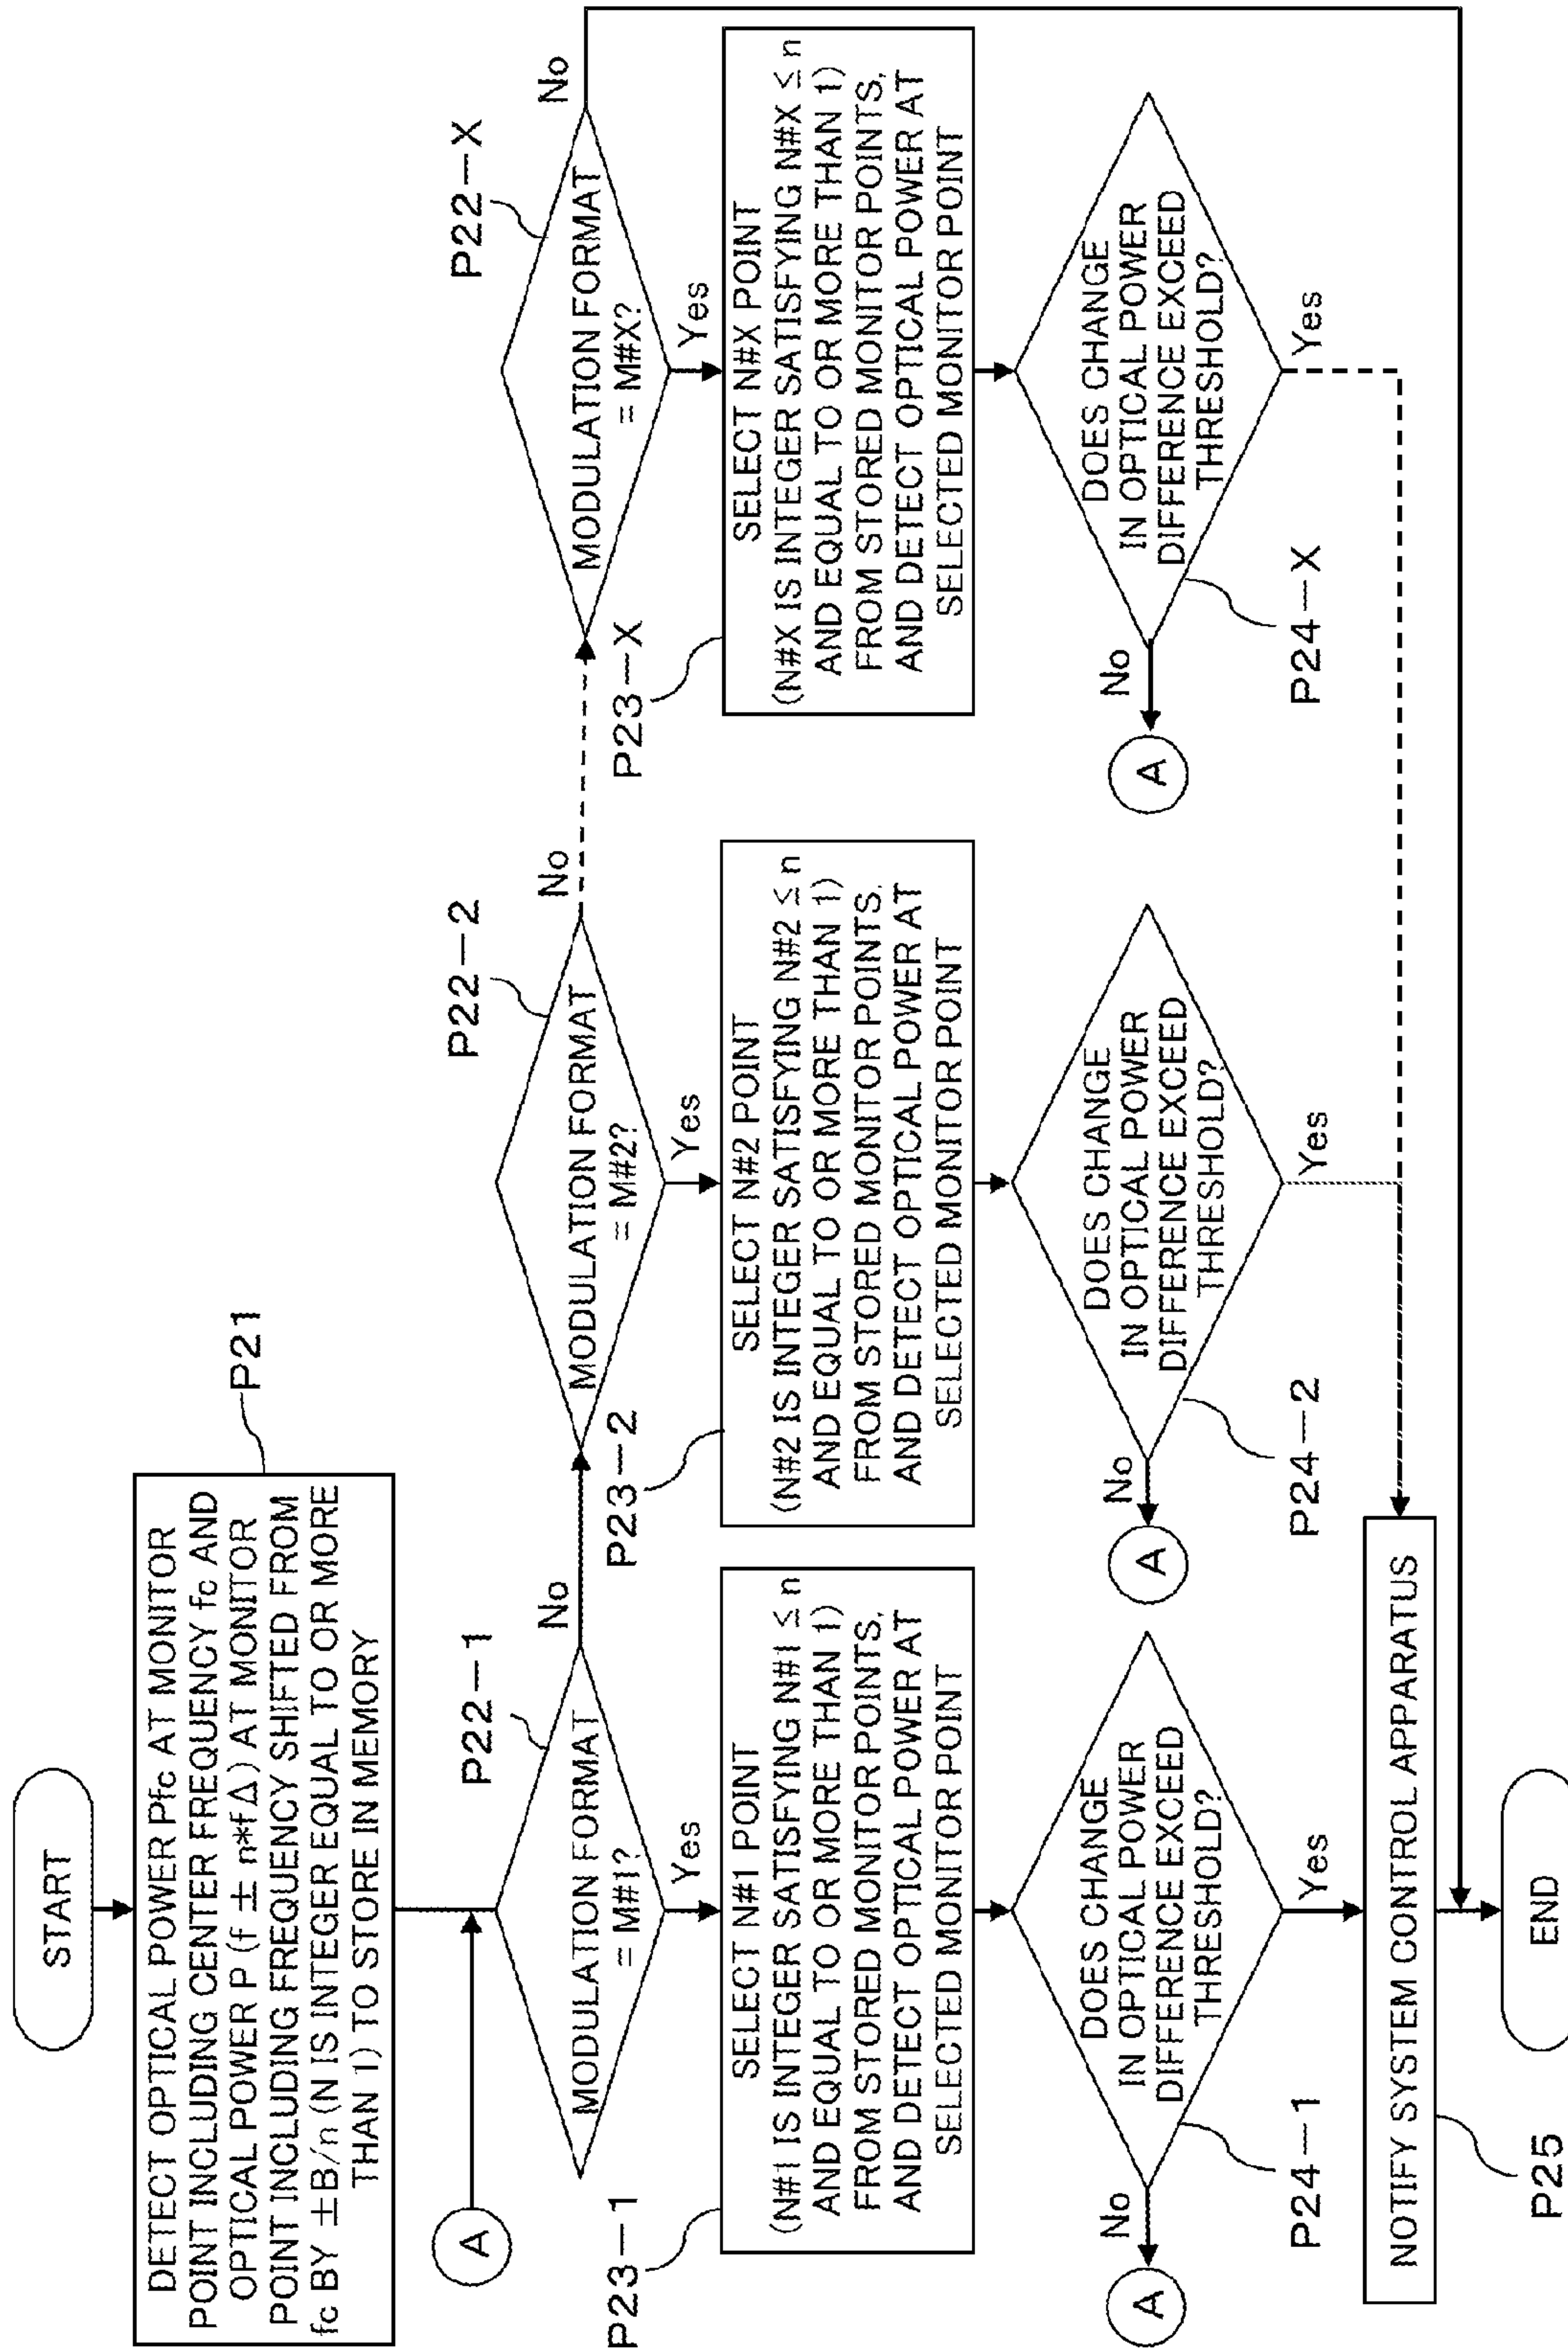 START
P21
DETECT OPTICAL POWER Pfc AT MONITOR
POINT INCLUDING CENTER FREQUENCY fc AND
OPTICAL POWER P (f ± n*fΔ) AT MONITOR
POINT INCLUDING FREQUENCY SHIFTED FROM
fc BY ±B/n (N IS INTEGER EQUAL TO OR MORE
THAN 1) TO STORE IN MEMORY
A
P22-1
MODULATION FORMAT
= M#1?
No
Yes
P23-1
SELECT N#1 POINT
(N#1 IS INTEGER SATISFYING N#1 ≤ n
AND EQUAL TO OR MORE THAN 1)
FROM STORED MONITOR POINTS,
AND DETECT OPTICAL POWER AT
SELECTED MONITOR POINT
P24-1
DOES CHANGE
IN OPTICAL POWER
DIFFERENCE EXCEED
THRESHOLD?
No
A
Yes
P22-2
MODULATION FORMAT
= M#2?
No
Yes
P23-2
SELECT N#2 POINT
(N#2 IS INTEGER SATISFYING N#2 ≤ n
AND EQUAL TO OR MORE THAN 1)
FROM STORED MONITOR POINTS,
AND DETECT OPTICAL POWER AT
SELECTED MONITOR POINT
P24-2
DOES CHANGE
IN OPTICAL POWER
DIFFERENCE EXCEED
THRESHOLD?
No
A
Yes
P22-X
MODULATION FORMAT
= M#X?
No
Yes
P23-X
SELECT N#X POINT
(N#X IS INTEGER SATISFYING N#X ≤ n
AND EQUAL TO OR MORE THAN 1)
FROM STORED MONITOR POINTS,
AND DETECT OPTICAL POWER AT
SELECTED MONITOR POINT
P24-X
DOES CHANGE
IN OPTICAL POWER
DIFFERENCE EXCEED
THRESHOLD?
No
A
Yes
P25
NOTIFY SYSTEM CONTROL APPARATUS
END